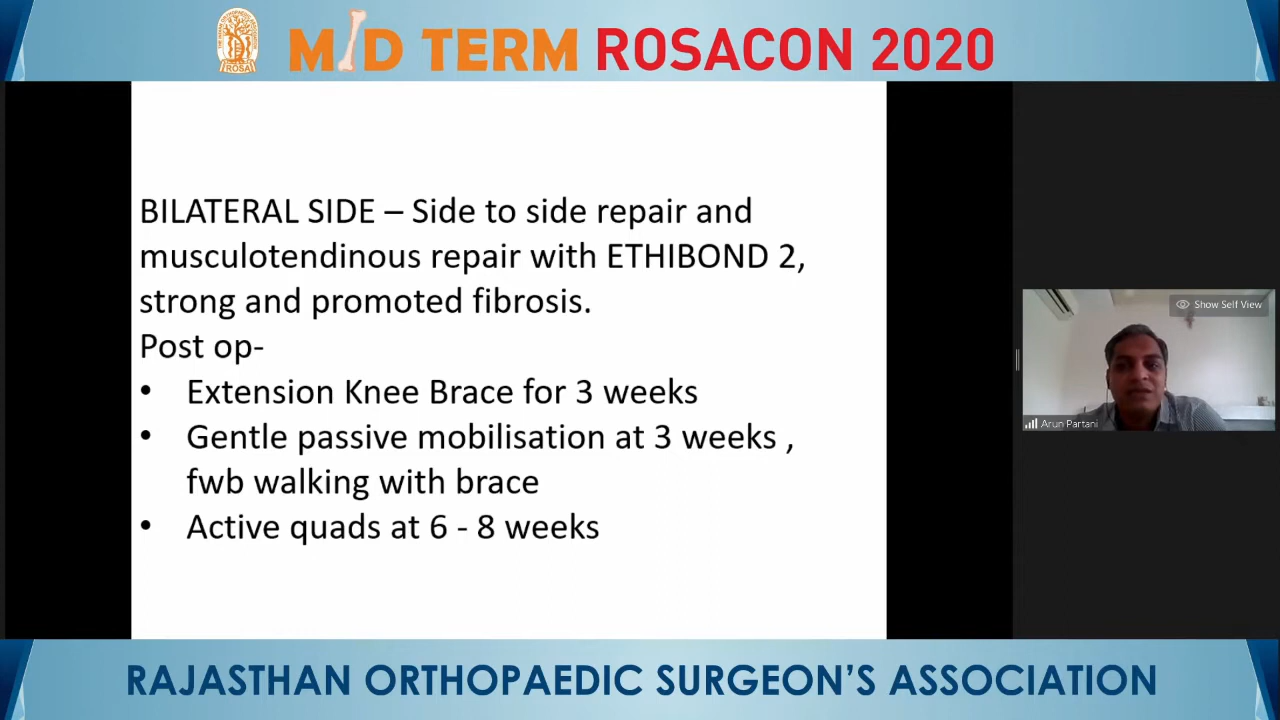 MID TERM ROSACON 2020
ROSA
BILATERAL SIDE – Side to side repair and
musculotendinous repair with ETHIBOND 2,
strong and promoted fibrosis.
Post op-
• Extension Knee Brace for 3 weeks
• Gentle passive mobilisation at 3 weeks ,
fwb walking with brace
• Active quads at 6 - 8 weeks
Show Self View
Arun Partani
RAJASTHAN ORTHOPAEDIC SURGEON'S ASSOCIATION